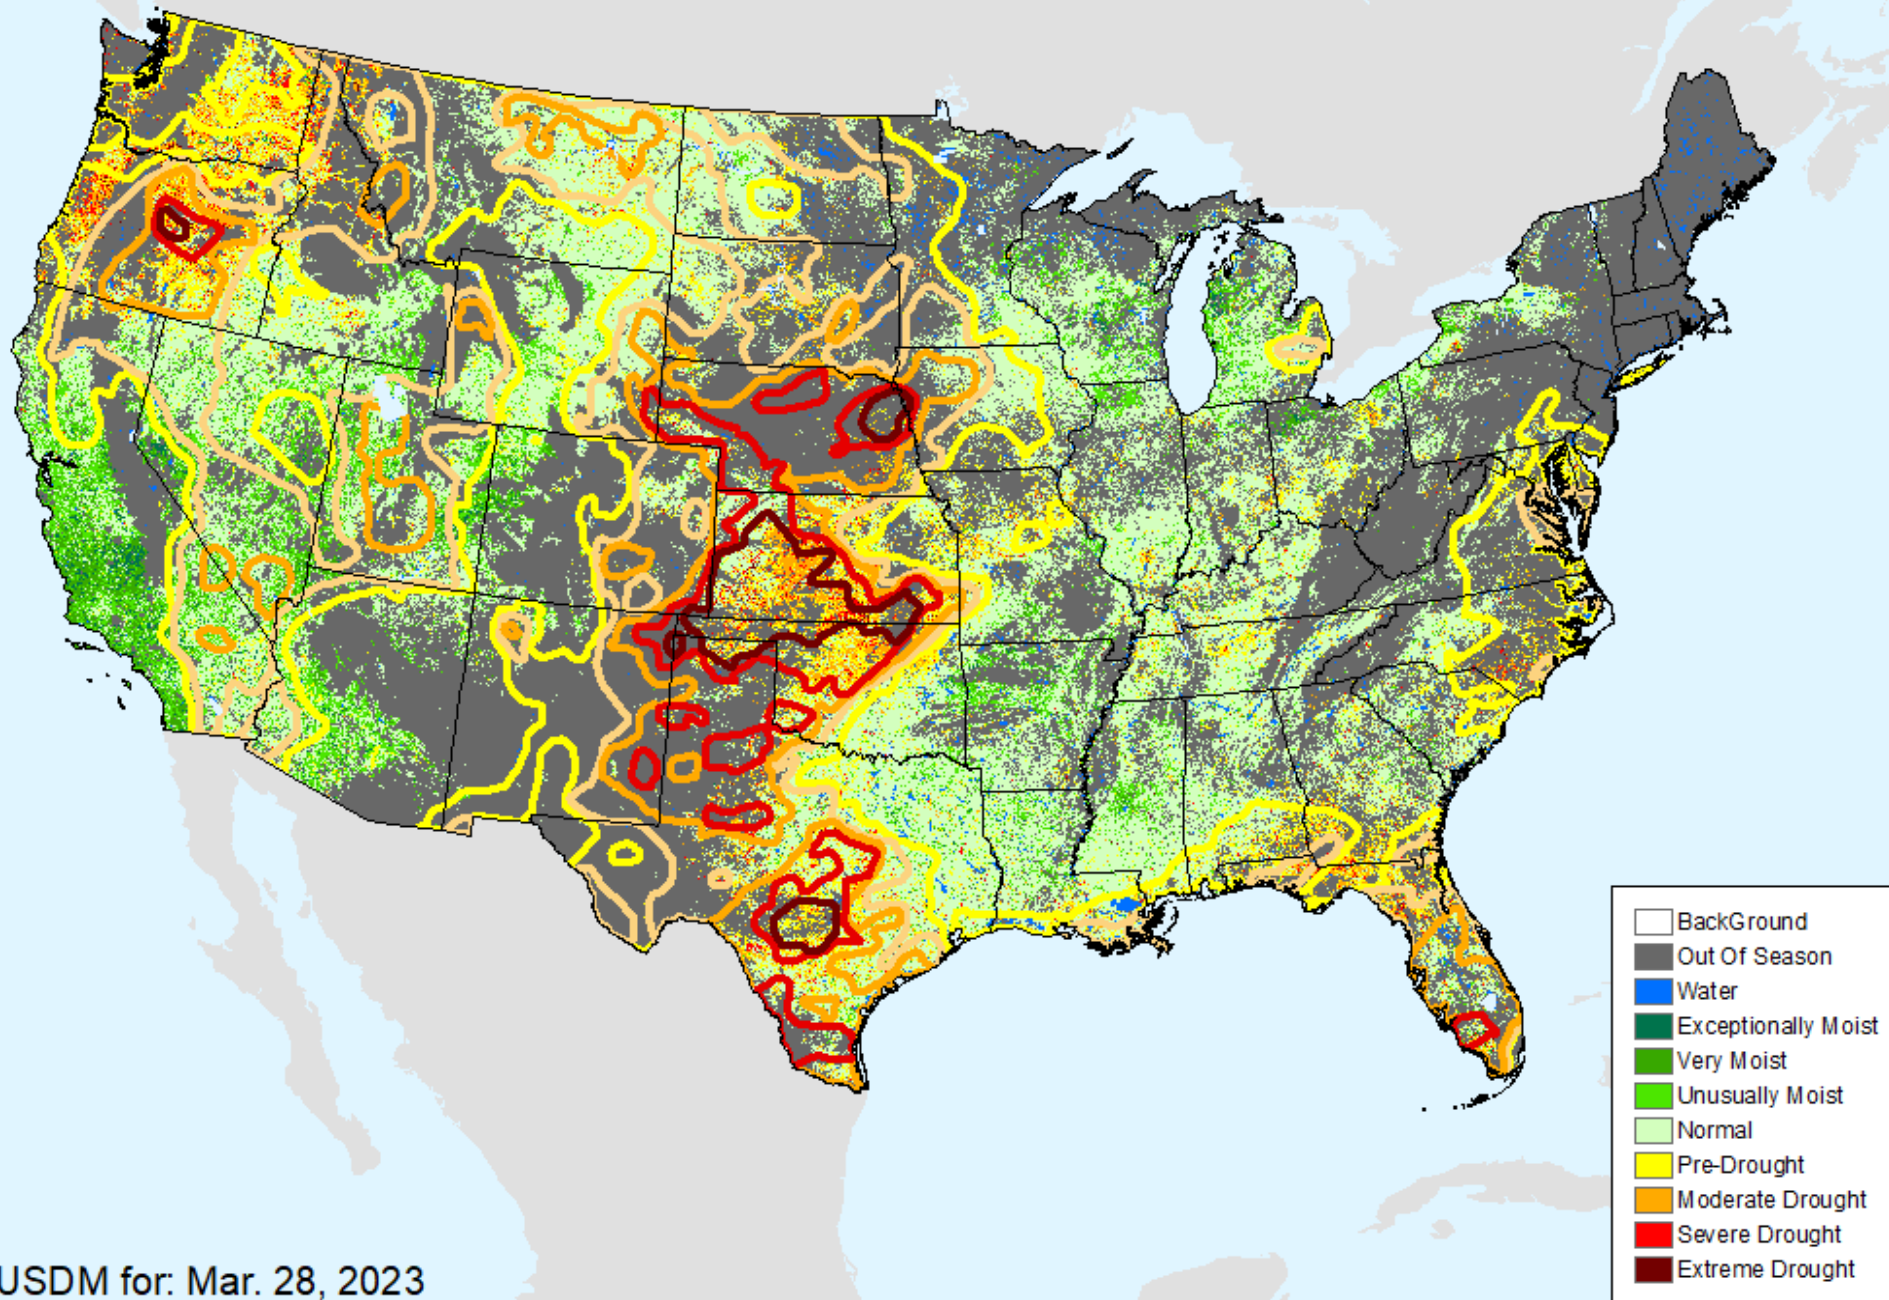 BackGround
Out Of Season
Water
Exceptionally Moist
Very Moist
Unusually Moist
Normal
Pre-Drought
Moderate Drought
Severe Drought
Extreme Drought
USDM for: Mar. 28, 2023